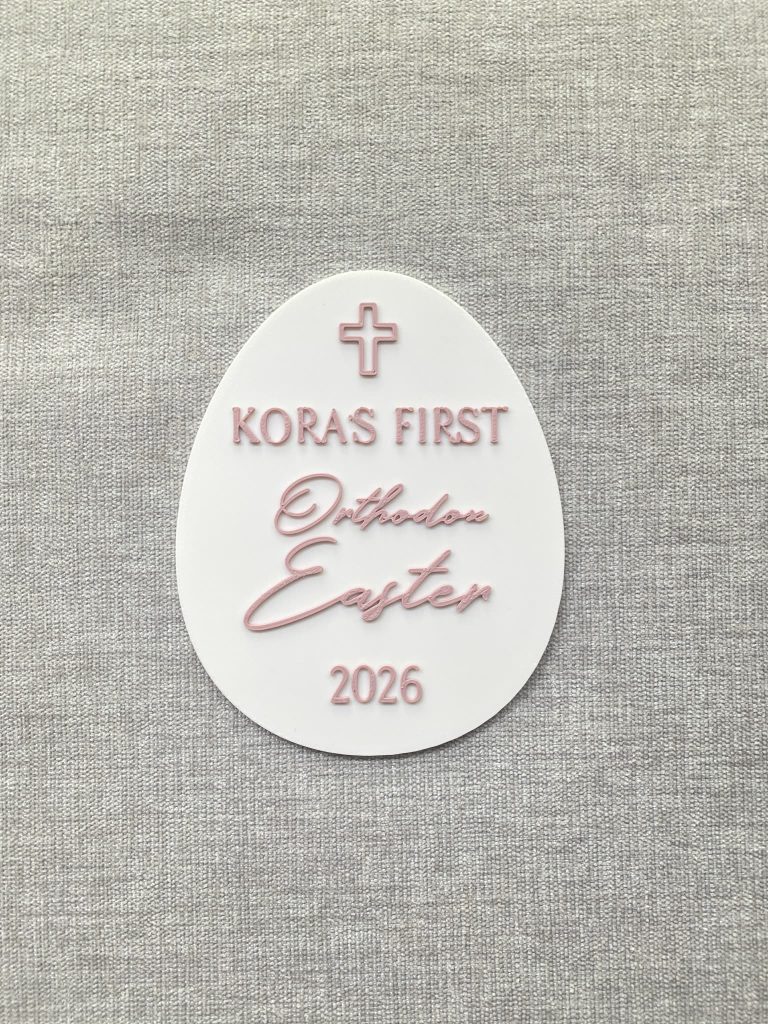 KORA'S FIRST
Orthodox
Easter
2026